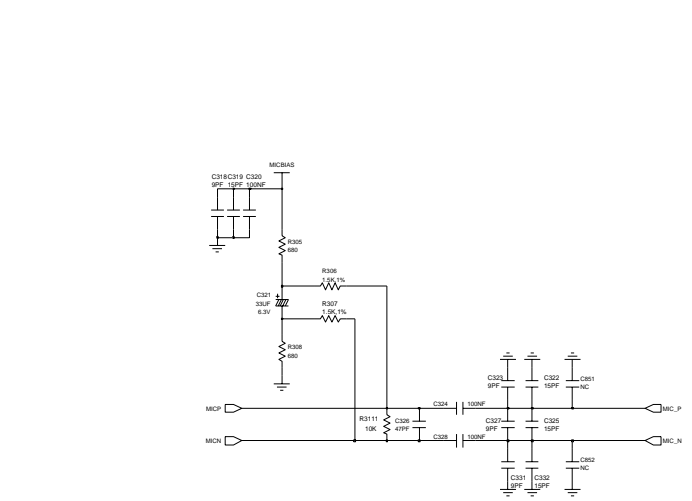 MICBIAS
C318 C319 C320
9PF 15PF 100NF
R305
680
R306
1.5K,1%
C321
+
33UF
6.3V
R307
1.5K,1%
R308
680
C323
9PF
C322
15PF
C851
NC
MICP
C324
100NF
MIC_P
R3111
10K
C326
47PF
C327
9PF
C325
15PF
MICN
C328
100NF
MIC_N
C852
NC
C331
9PF
C332
15PF